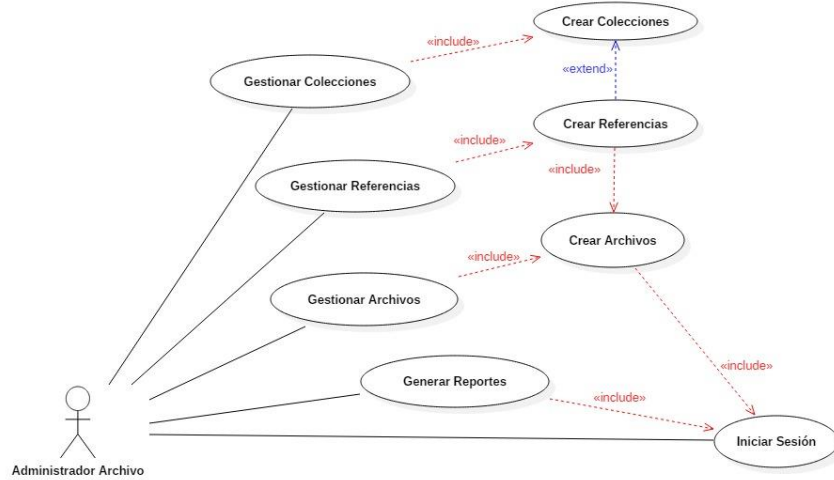 Crear Colecciones
«include»
Gestionar Colecciones
«extend»
Crear Referencias
«include»
Gestionar Referencias
«include»
Crear Archivos
«include»
Gestionar Archivos
«include»
Generar Reportes
«include»
Iniciar Sesión
Administrador Archivo